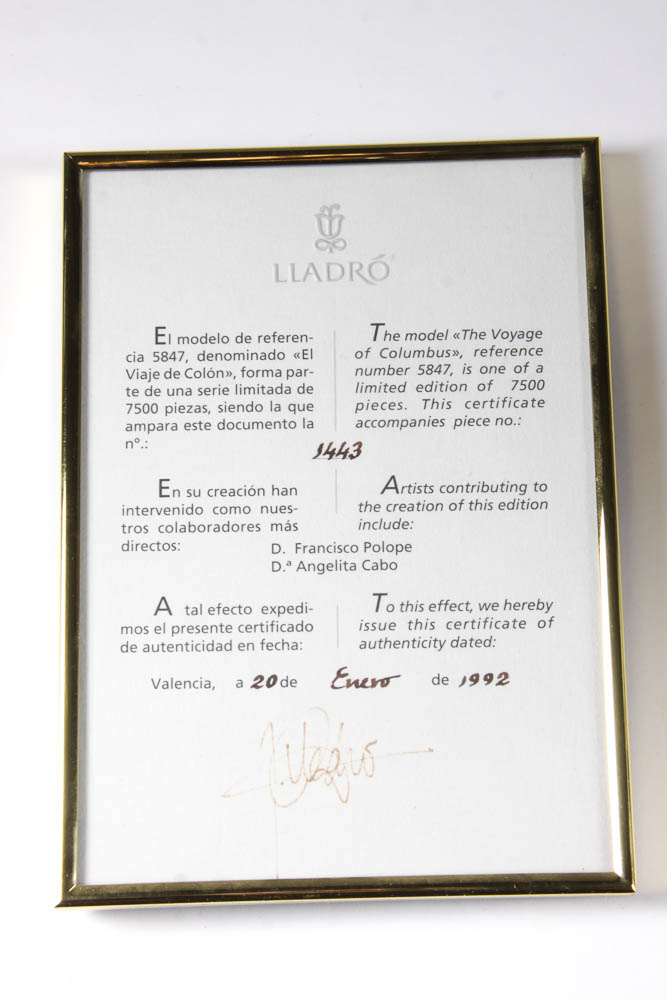 LLADRÓ
El modelo de referen-
cia 5847, denominado «El
Viaje de Colón», forma par-
te de una serie limitada de
7500 piezas, siendo la que
ampara este documento la
nº.:
The model «The Voyage
of Columbus», reference
number 5847, is one of a
limited edition of 7500
pieces. This certificate
accompanies piece no.:
1443
En su creación han
intervenido como nues-
tros colaboradores más
directos:
Artists contributing to
the creation of this edition
include:
D. Francisco Polope
D.ª Angelita Cabo
A tal efecto expedi-
mos el presente certificado
de autenticidad en fecha:
To this effect, we hereby
issue this certificate of
authenticity dated:
Valencia, a 20 de Enero de 1992